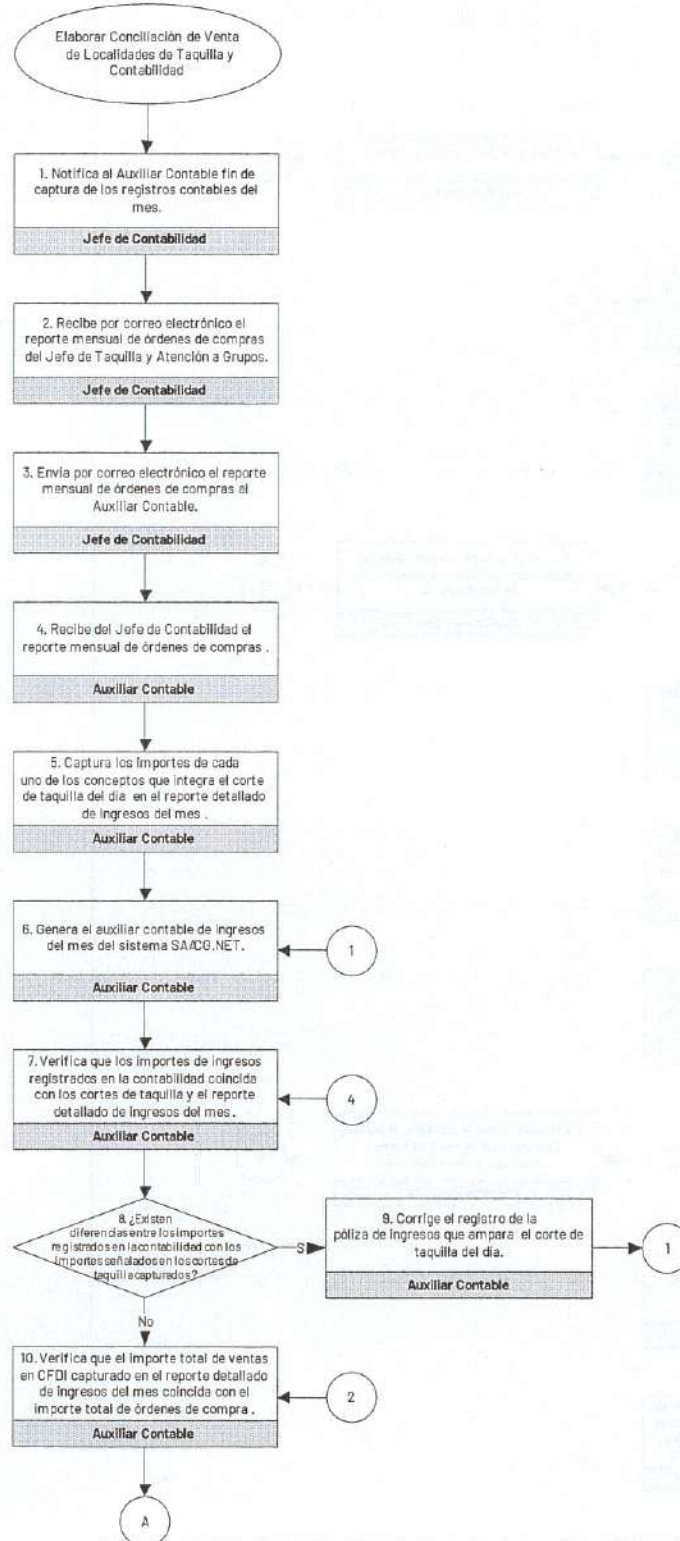 Elaborar Conciliación de Venta
de Localidades de Taquilla y
Contabilidad
1. Notifica al Auxiliar Contable fin de
captura de los registros contables del
mes.
Jefe de Contabilidad
2. Recibe por correo electrónico el
reporte mensual de órdenes de compras
del Jefe de Taquilla y Atención a Grupos.
Jefe de Contabilidad
3. Envía por correo electrónico el reporte
mensual de órdenes de compras al
Auxiliar Contable.
Jefe de Contabilidad
4. Recibe del Jefe de Contabilidad el
reporte mensual de órdenes de compras .
Auxiliar Contable
5. Captura los importes de cada
uno de los conceptos que integra el corte
de taquilla del día en el reporte detallado
de ingresos del mes .
Auxiliar Contable
6. Genera el auxiliar contable de ingresos
del mes del sistema SA/CG.NET.
Auxiliar Contable
1
7. Verifica que los importes de ingresos
registrados en la contabilidad coincida
con los cortes de taquilla y el reporte
detallado de ingresos del mes .
Auxiliar Contable
4
8. ¿Existen
diferencias entre los importes
registrados en la contabilidad con los
importes señalados en los cortes de
taquilla capturados?
Si
9. Corrige el registro de la
póliza de ingresos que ampara el corte de
taquilla del día.
Auxiliar Contable
1
No
10. Verifica que el importe total de ventas
en CFDI capturado en el reporte detallado
de ingresos del mes coincida con el
importe total de órdenes de compra .
Auxiliar Contable
2
A